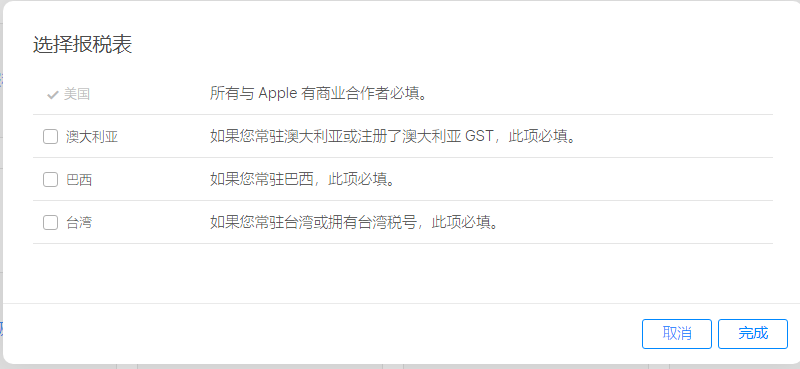 选择报税表
美国 所有与 Apple 有商业合作者必填。
澳大利亚 如果您常驻澳大利亚或注册了澳大利亚 GST，此项必填。
巴西 如果您常驻巴西，此项必填。
台湾 如果您常驻台湾或拥有台湾税号，此项必填。
取消 完成